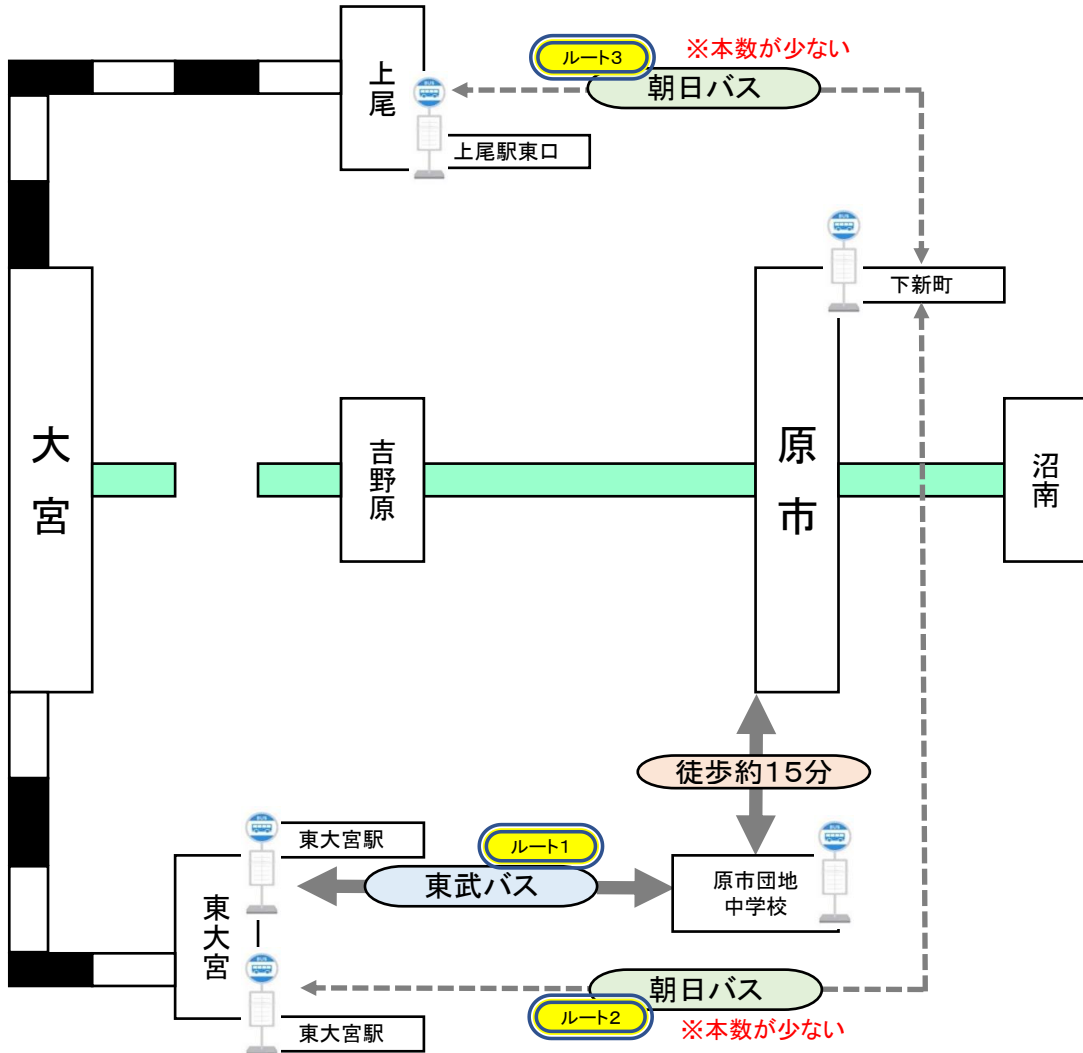 ルート3
※本数が少ない
朝日バス
上尾
上尾駅東口
下新町
大宮
吉野原
原市
沼南
徒歩約15分
東大宮駅
ルート1
東武バス
原市団地
中学校
東大宮
朝日バス
ルート2
※本数が少ない
東大宮駅